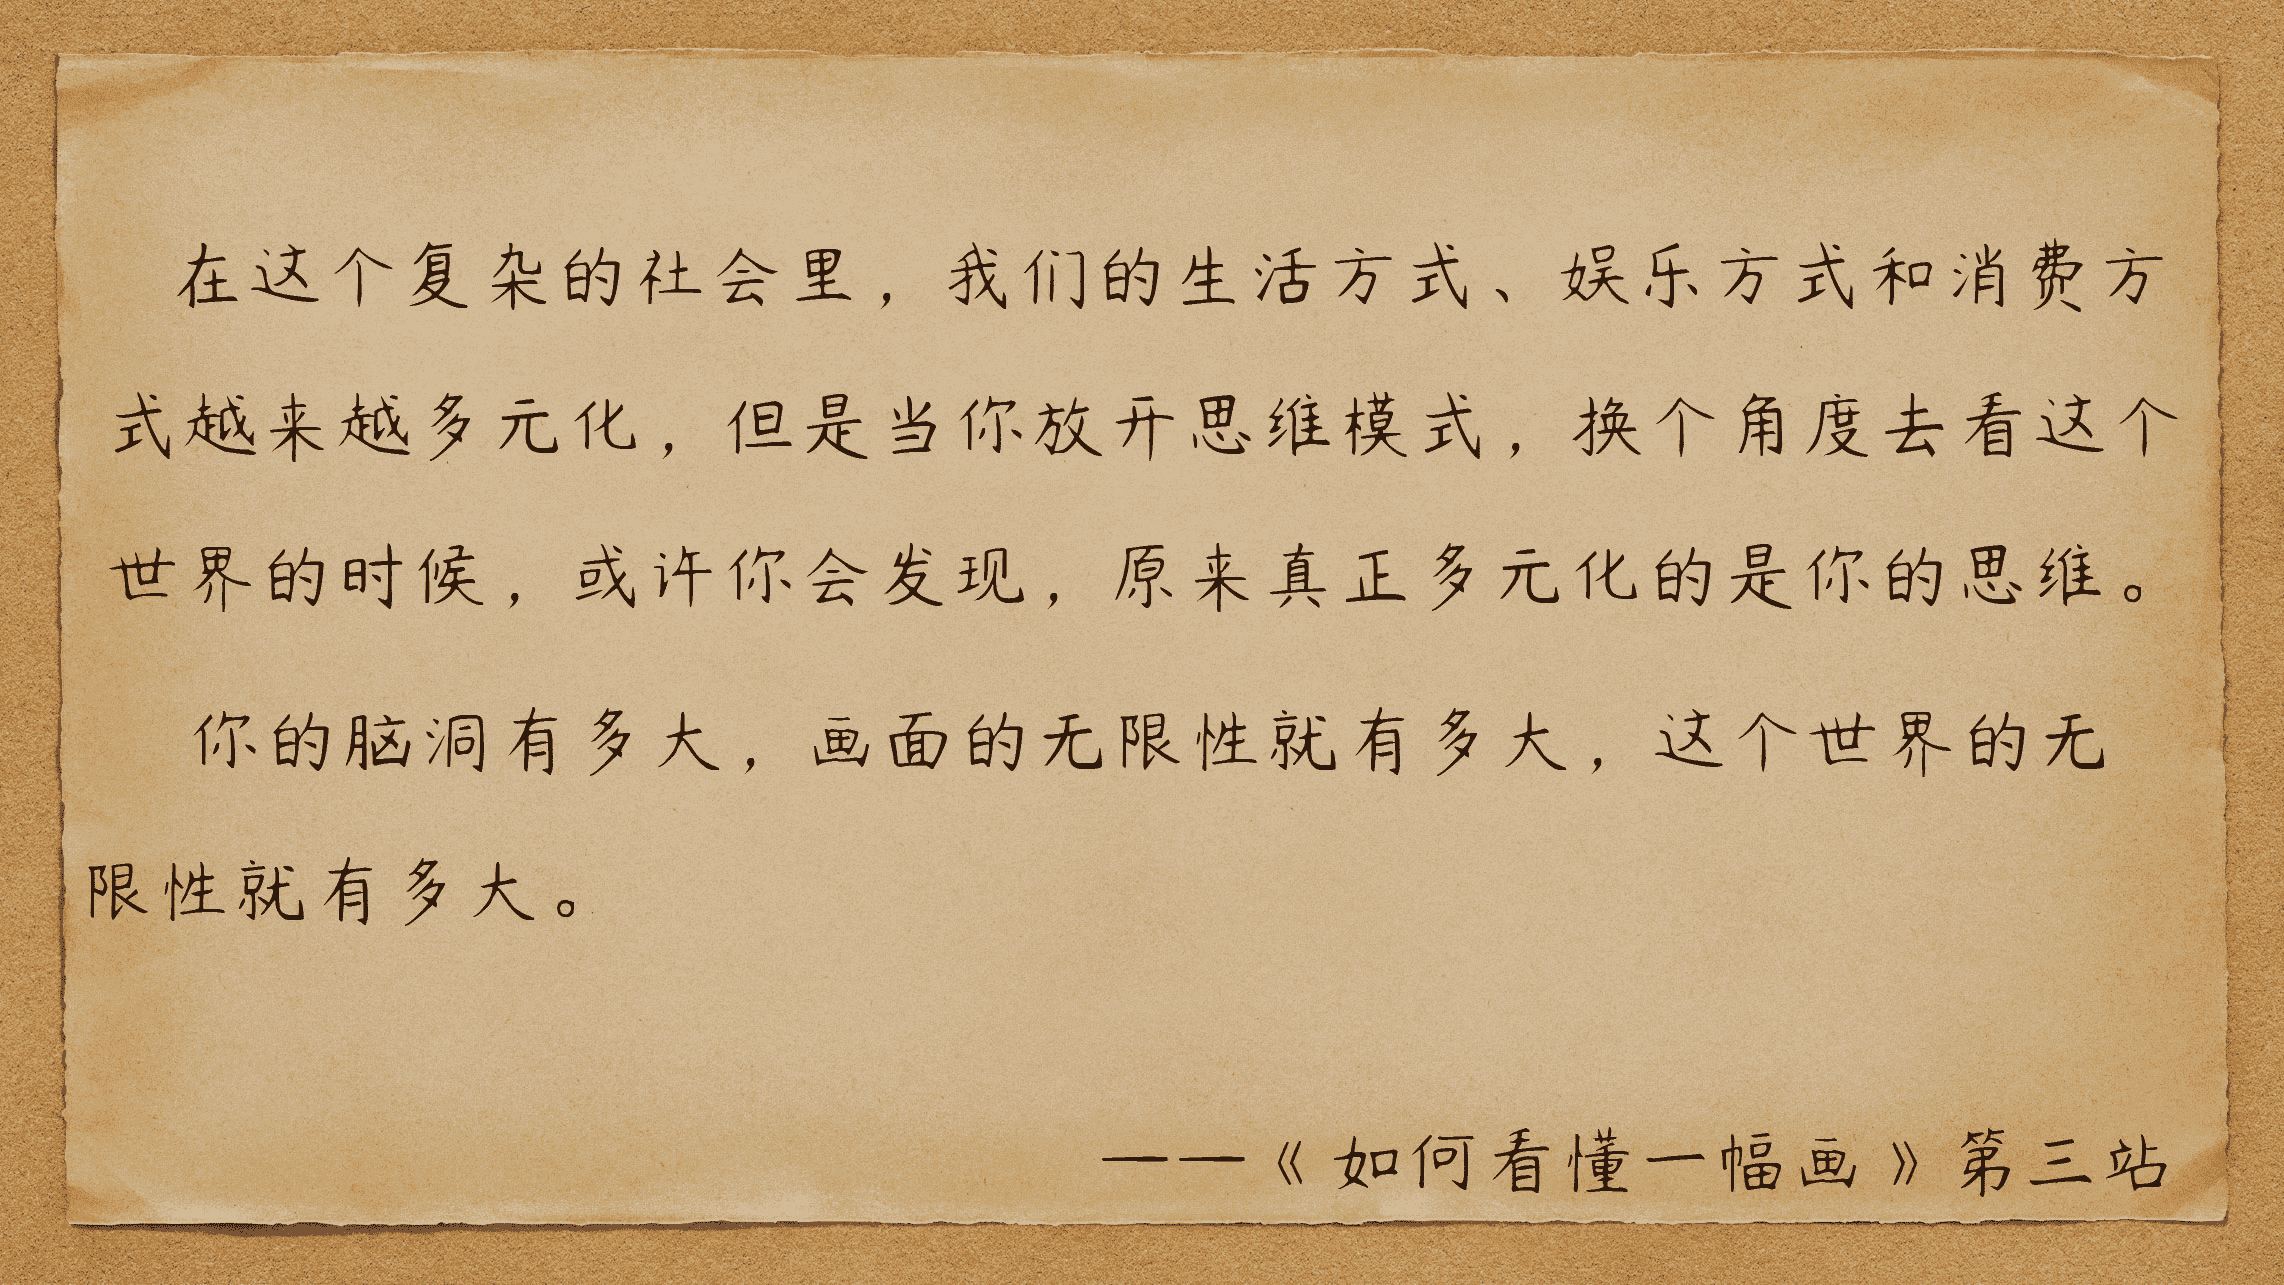 在这个复杂的社会里，我们的生活方式、娱乐方式和消费方
式越来越多元化，但是当你放开思维模式，换个角度去看这个
世界的时候，或许你会发现，原来真正多元化的是你的思维。
你的脑洞有多大，画面的无限性就有多大，这个世界的无
限性就有多大。
——《如何看懂一幅画》第三站